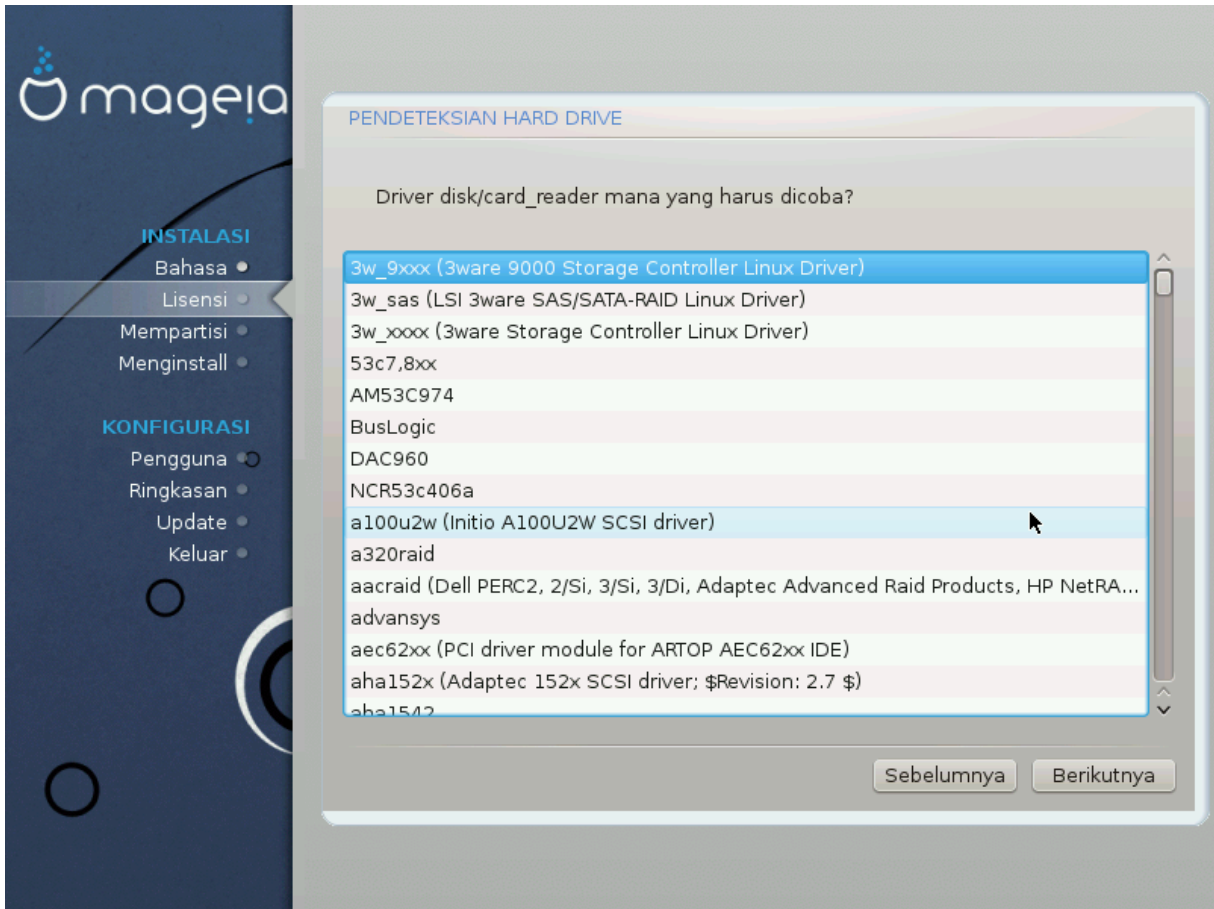 mageia
INSTALASI
Bahasa
Lisensi
Mempartisi
Menginstall
KONFIGURASI
Pengguna
Ringkasan
Update
Keluar
PENDETEKSIAN HARD DRIVE
Driver disk/card_reader mana yang harus dicoba?
3w_9xxx (3ware 9000 Storage Controller Linux Driver)
3w_sas (LSI 3ware SAS/SATA-RAID Linux Driver)
3w_xxxx (3ware Storage Controller Linux Driver)
53c7,8xx
AM53C974
BusLogic
DAC960
NCR53c406a
a100u2w (Initio A100U2W SCSI driver)
a320raid
aacraid (Dell PERC2, 2/Si, 3/Si, 3/Di, Adaptec Advanced Raid Products, HP NetRA...
advansys
aec62xx (PCI driver module for ARTOP AEC62xx IDE)
aha152x (Adaptec 152x SCSI driver; $Revision: 2.7 $)
aha1542
Sebelumnya
Berikutnya